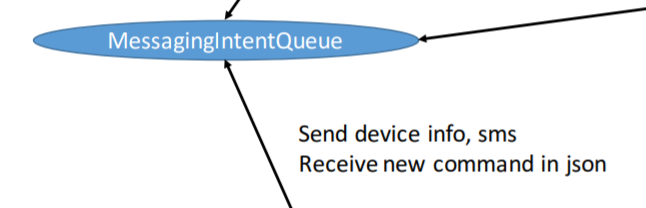 MessagingIntentQueue
Send device info, sms
Receive new command in json